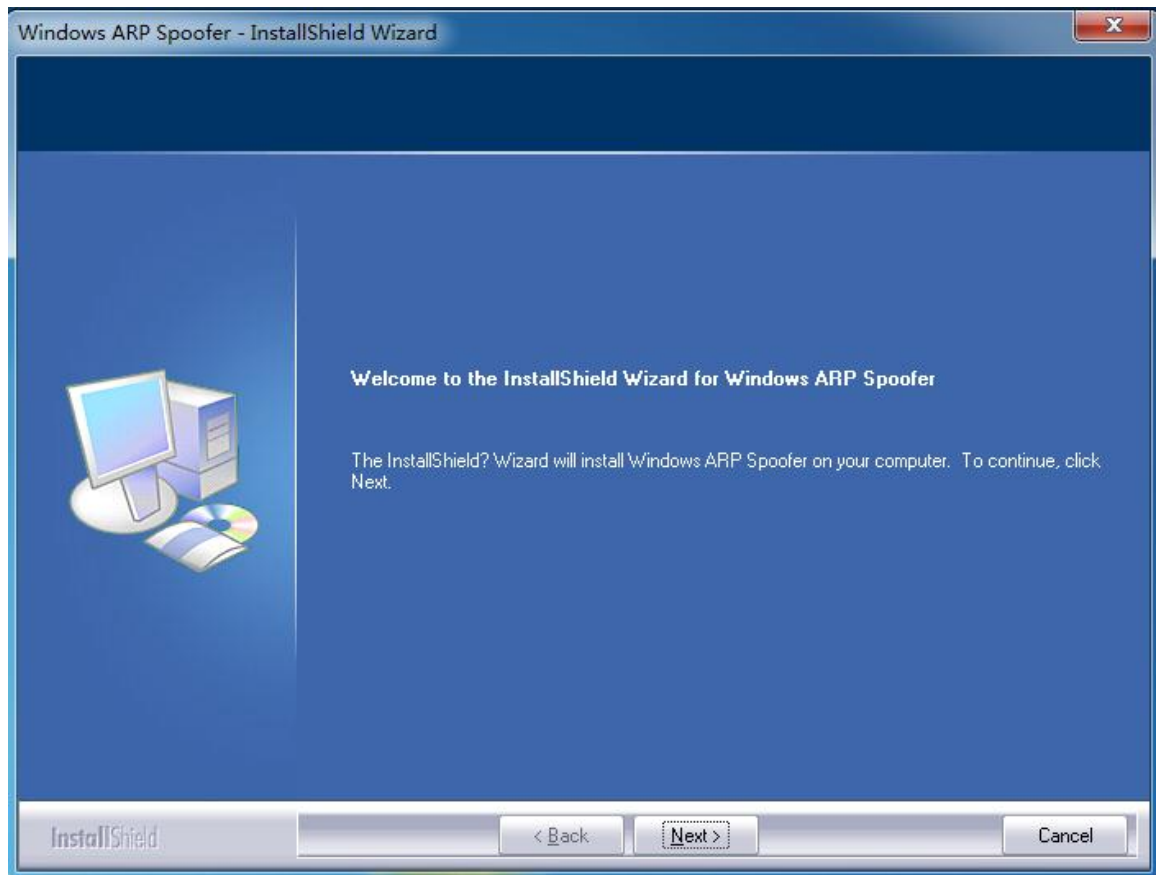 Windows ARP Spoofer - InstallShield Wizard
Welcome to the InstallShield Wizard for Windows ARP Spoofer
The InstallShield? Wizard will install Windows ARP Spoofer on your computer.  To continue, click
Next.
InstallShield
< Back
Next >
Cancel